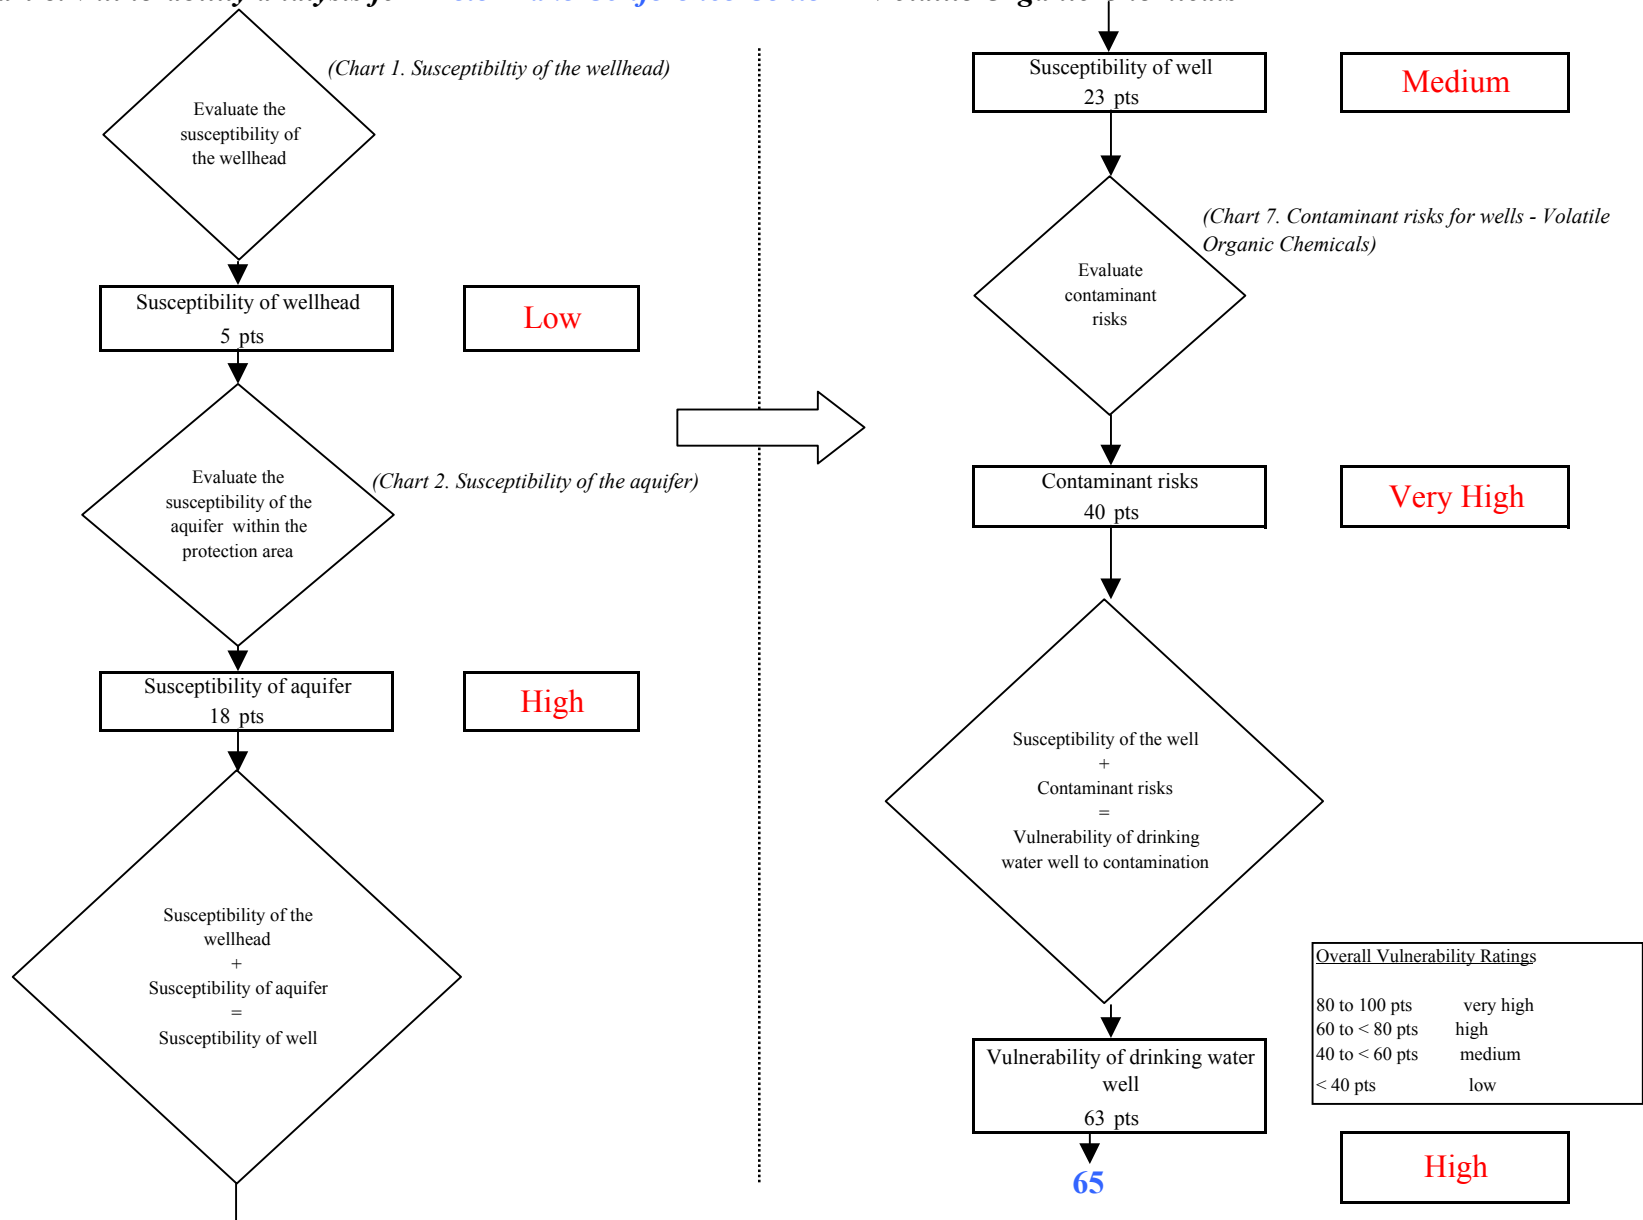 Organic Chemicals
(Chart 1. Susceptibiltiy of the wellhead)
Evaluate the
susceptibility of
the wellhead
Susceptibility of wellhead
5 pts
Low
(Chart 2. Susceptibility of the aquifer)
Evaluate the
susceptibility of the
aquifer within the
protection area
Susceptibility of aquifer
18 pts
High
Susceptibility of the
wellhead
+
Susceptibility of aquifer
=
Susceptibility of well
Susceptibility of well
23 pts
Medium
(Chart 7. Contaminant risks for wells - Volatile
Organic Chemicals)
Evaluate
contaminant
risks
Contaminant risks
40 pts
Very High
Susceptibility of the well
+
Contaminant risks
=
Vulnerability of drinking
water well to contamination
Overall Vulnerability Ratings
80 to 100 pts very high
60 to < 80 pts high
40 to < 60 pts medium
< 40 pts low
Vulnerability of drinking water
well
63 pts
65
High